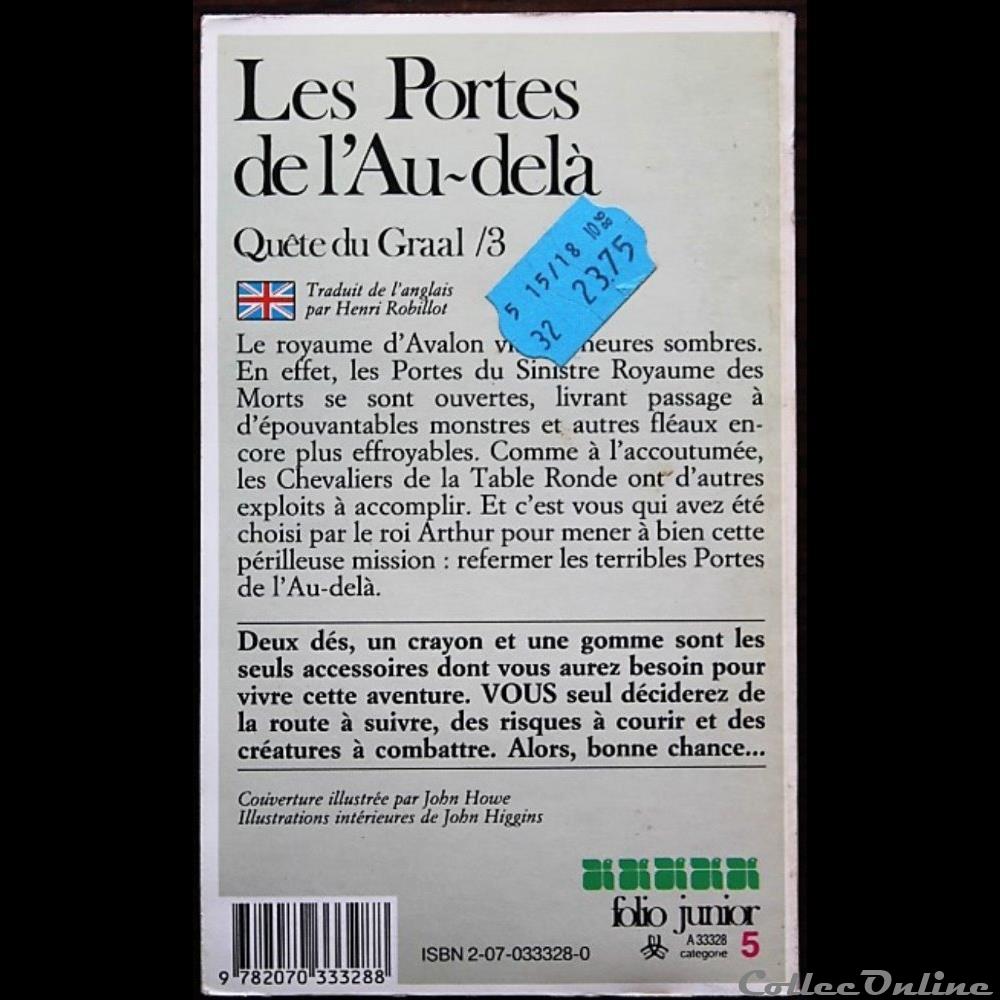 Les Portes
de l'Au-delà
Quête du Graal /3
Traduit de l'anglais
par Henri Robillot
5 15/18 10
32 23.75
Le royaume d'Avalon heures sombres.
En effet, les Portes du Sinistre Royaume des
Morts se sont ouvertes, livrant passage à
d'épouvantables monstres et autres fléaux en-
core plus effroyables. Comme à l'accoutumée,
les Chevaliers de la Table Ronde ont d'autres
exploits à accomplir. Et c'est vous qui avez été
choisi par le roi Arthur pour mener à bien cette
périlleuse mission : refermer les terribles Portes
de l'Au-delà.
Deux dés, un crayon et une gomme sont les
seuls accessoires dont vous aurez besoin pour
vivre cette aventure. VOUS seul déciderez de
la route à suivre, des risques à courir et des
créatures à combattre. Alors, bonne chance...
Couverture illustrée par John Howe
Illustrations intérieures de John Higgins
folio junior
A 33328
categorie 5
ISBN 2-07-033328-0
9 782070 333288
CollecOnline